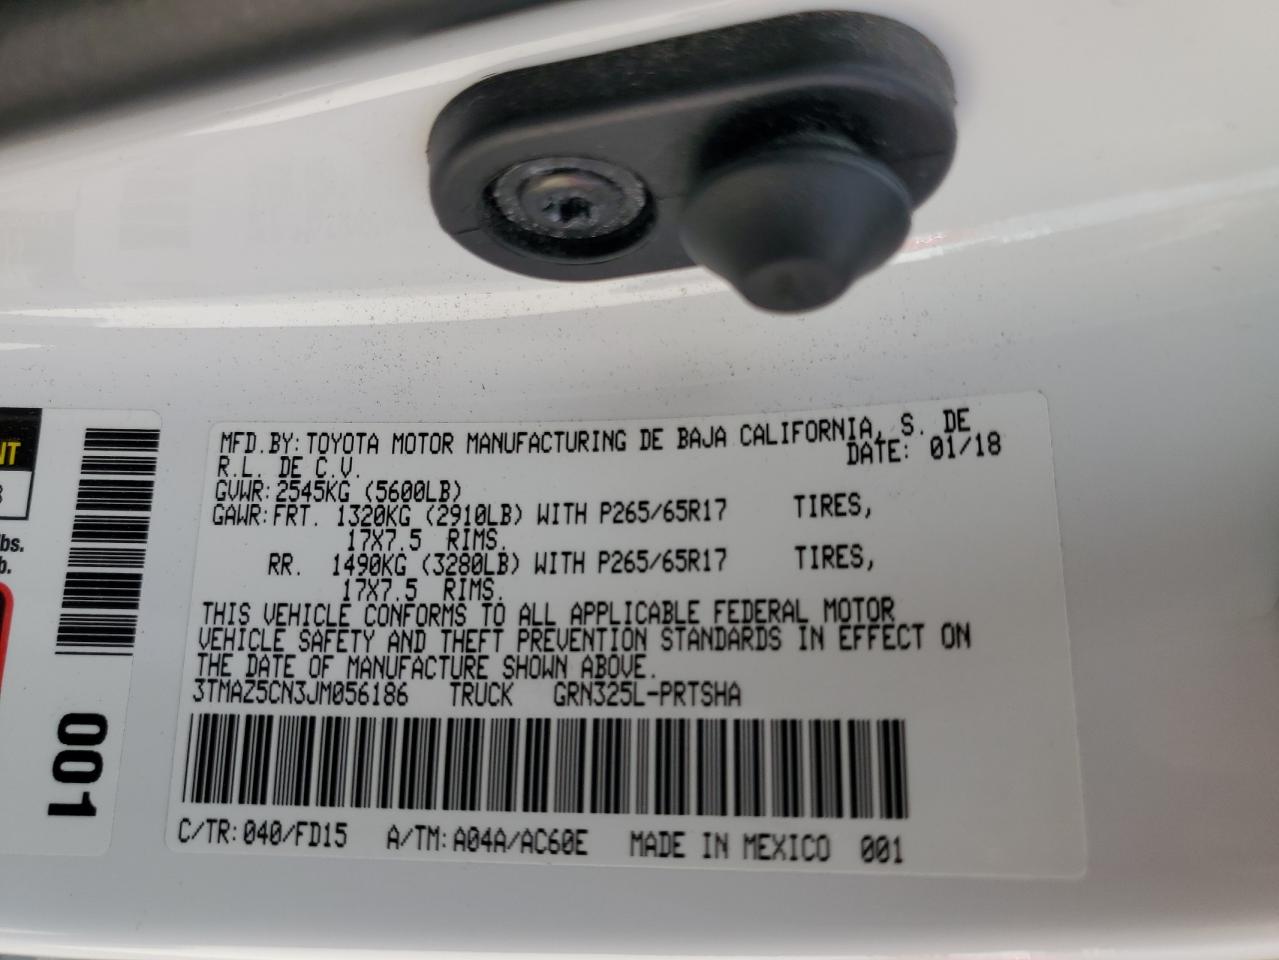 MFD.BY: TOYOTA MOTOR MANUFACTURING DE BAJA CALIFORNIA, S. DE
R.L. DE C.V. DATE: 01/18
GVWR: 2545KG (5600LB)
GAWR: FRT. 1320KG (2910LB) WITH P265/65R17 TIRES,
17X7.5 RIMS.
RR. 1490KG (3280LB) WITH P265/65R17 TIRES,
17X7.5 RIMS.
THIS VEHICLE CONFORMS TO ALL APPLICABLE FEDERAL MOTOR
VEHICLE SAFETY AND THEFT PREVENTION STANDARDS IN EFFECT ON
THE DATE OF MANUFACTURE SHOWN ABOVE.
3TMAZ5CN3JM056186 TRUCK GRN325L-PRTSHA
C/TR: 040/FD15 A/TM: A04A/AC60E MADE IN MEXICO 001
001